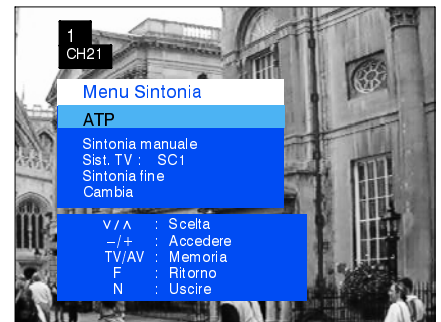 1
CH21
Menu Sintonia
ATP
Sintonia manuale
Sist. TV : SC1
Sintonia fine
Cambia
∨ / ∧ : Scelta
–/+ : Accedere
TV/AV : Memoria
F : Ritorno
N : Uscire